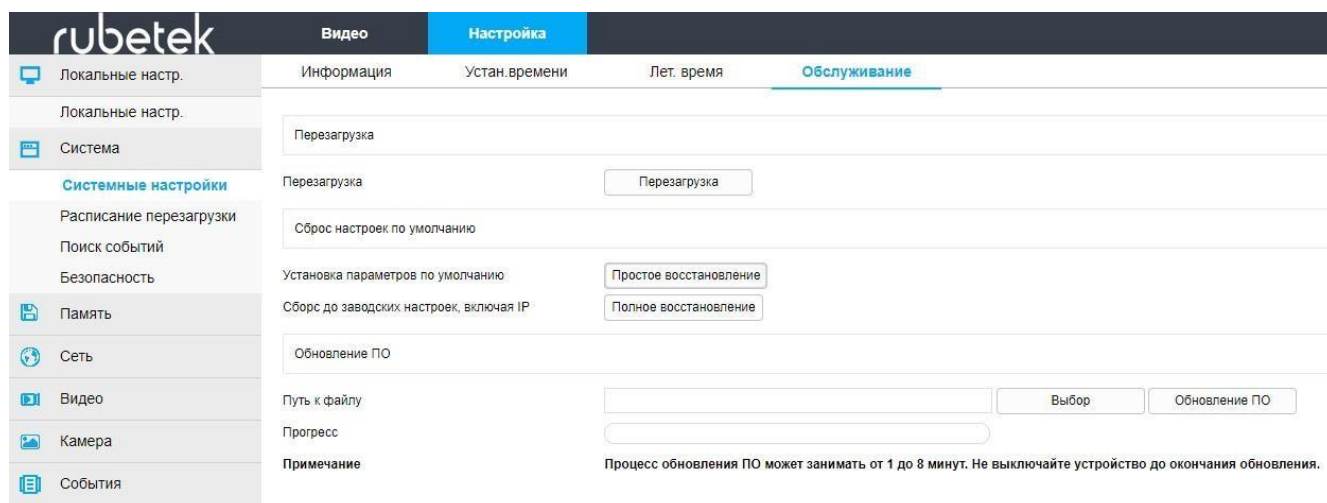 rubetek
Видео
Настройка
Локальные настр.
Информация
Устан.времени
Лет. время
Обслуживание
Локальные настр.
Система
Системные настройки
Расписание перезагрузки
Поиск событий
Безопасность
Память
Сеть
Видео
Камера
События
Перезагрузка
Перезагрузка
Перезагрузка
Сброс настроек по умолчанию
Установка параметров по умолчанию
Простое восстановление
Сборс до заводских настроек, включая IP
Полное восстановление
Обновление ПО
Путь к файлу
Выбор
Обновление ПО
Прогресс
Примечание
Процесс обновления ПО может занимать от 1 до 8 минут. Не выключайте устройство до окончания обновления.